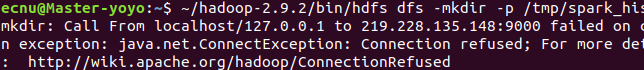 ecnu@Master-yoyo:~$ ~/hadoop-2.9.2/bin/hdfs dfs -mkdir -p /tmp/spark_his
mkdir: Call From localhost/127.0.0.1 to 219.228.135.148:9000 failed on c
n exception: java.net.ConnectException: Connection refused; For more det
: http://wiki.apache.org/hadoop/ConnectionRefused